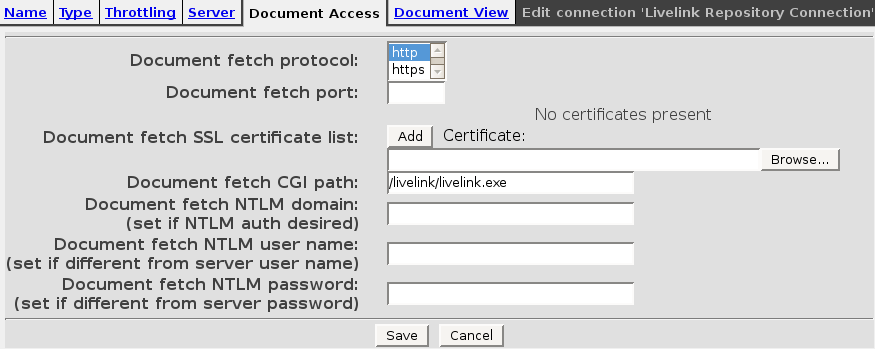 Name Type Throttling Server Document Access Document View Edit connection 'Livelink Repository Connection'
Document fetch protocol: http
https
Document fetch port:
No certificates present
Document fetch SSL certificate list: Add Certificate:
Browse...
Document fetch CGI path: /livelink/livelink.exe
Document fetch NTLM domain:
(set if NTLM auth desired)
Document fetch NTLM user name:
(set if different from server user name)
Document fetch NTLM password:
(set if different from server password)
Save Cancel